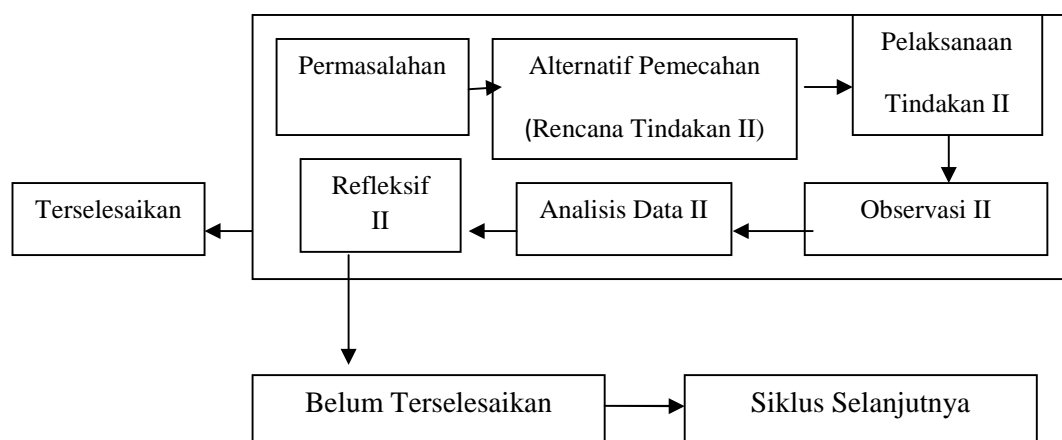 Permasalahan
Alternatif Pemecahan
(Rencana Tindakan II)
Pelaksanaan
Tindakan II
Terselesaikan
Refleksif
II
Analisis Data II
Observasi II
Belum Terselesaikan
Siklus Selanjutnya